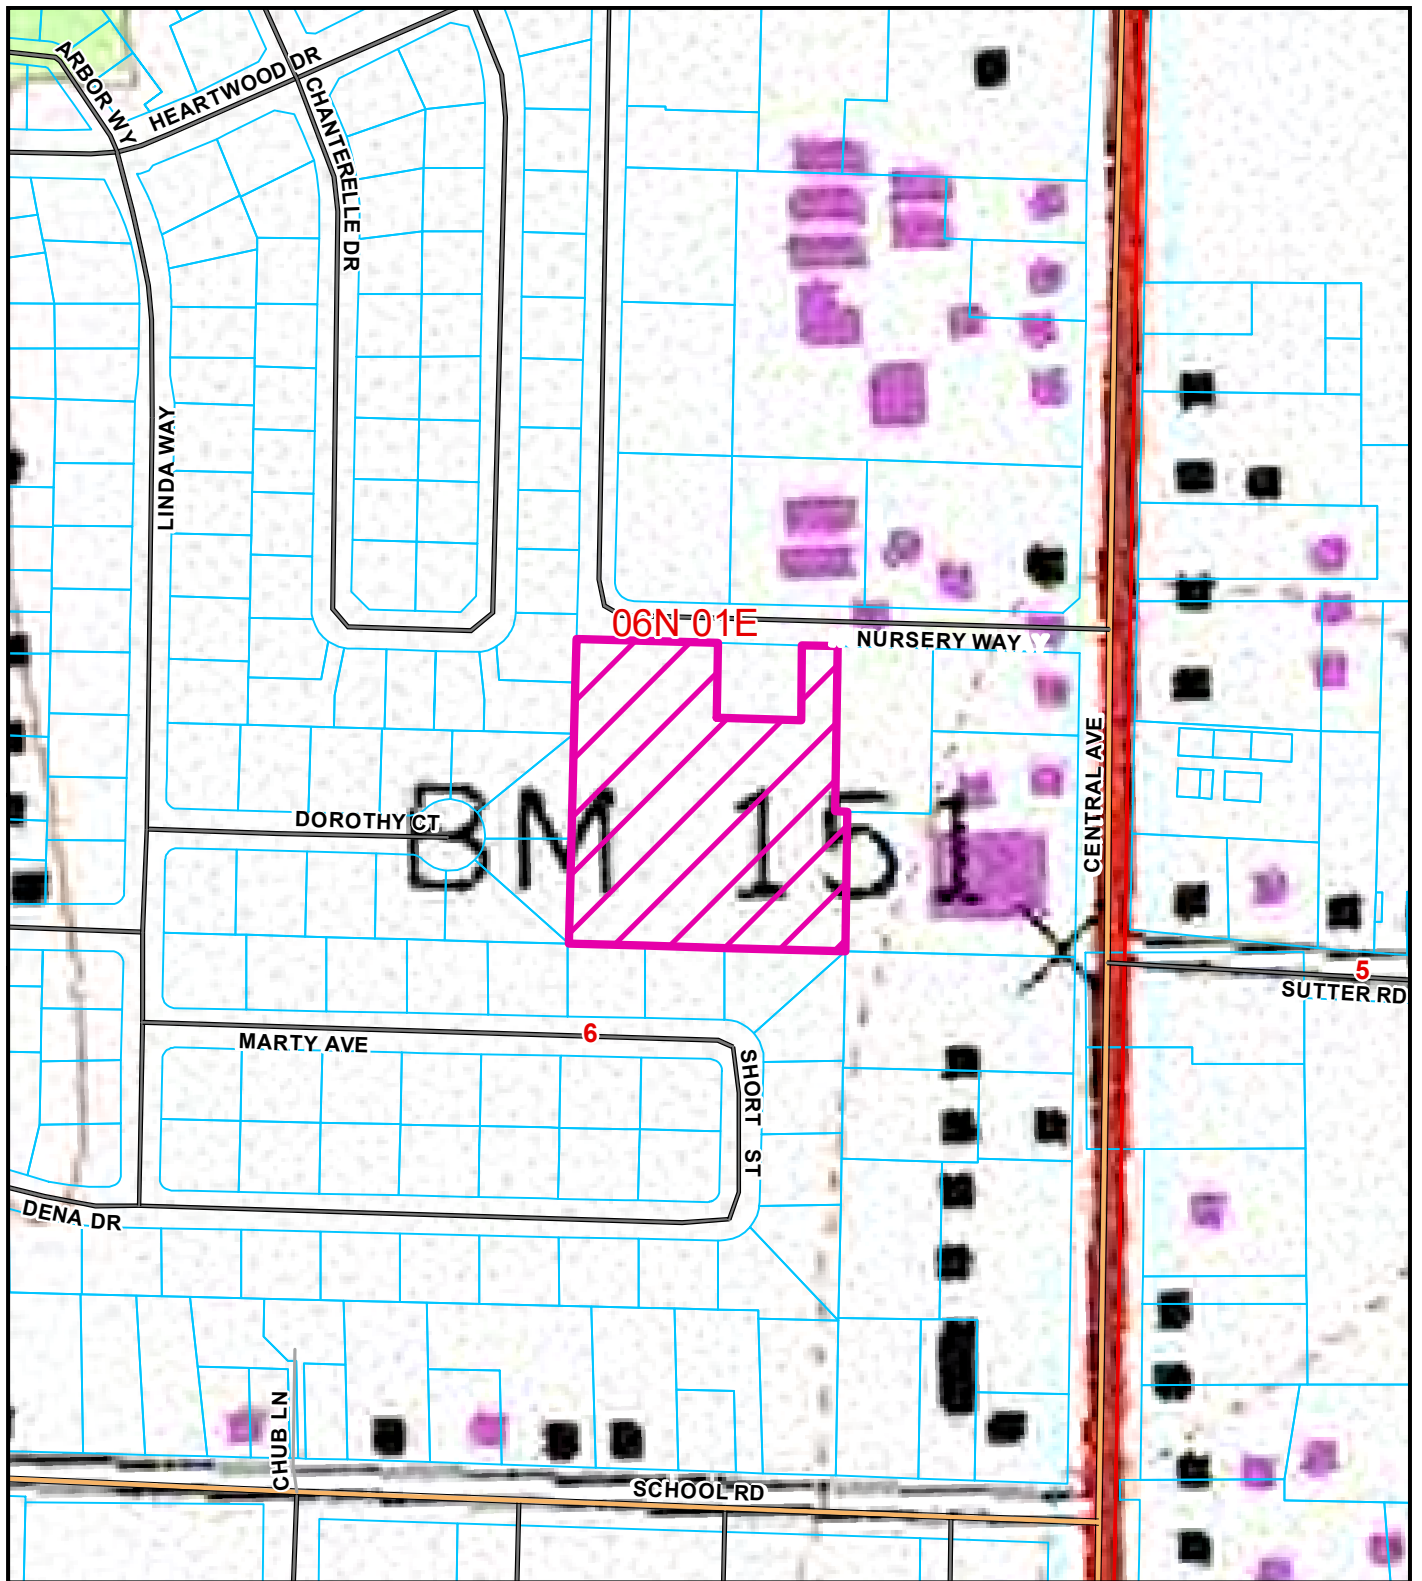 ARBOR WY
HEARTWOOD DR
CHANTERELLE DR
LINDA WAY
06N 01E
NURSERY WAY
CENTRAL AVE
DOROTHY CT
BM 151
5
SUTTER RD
6
MARTY AVE
SHORT ST
DENA DR
CHUB LN
SCHOOL RD